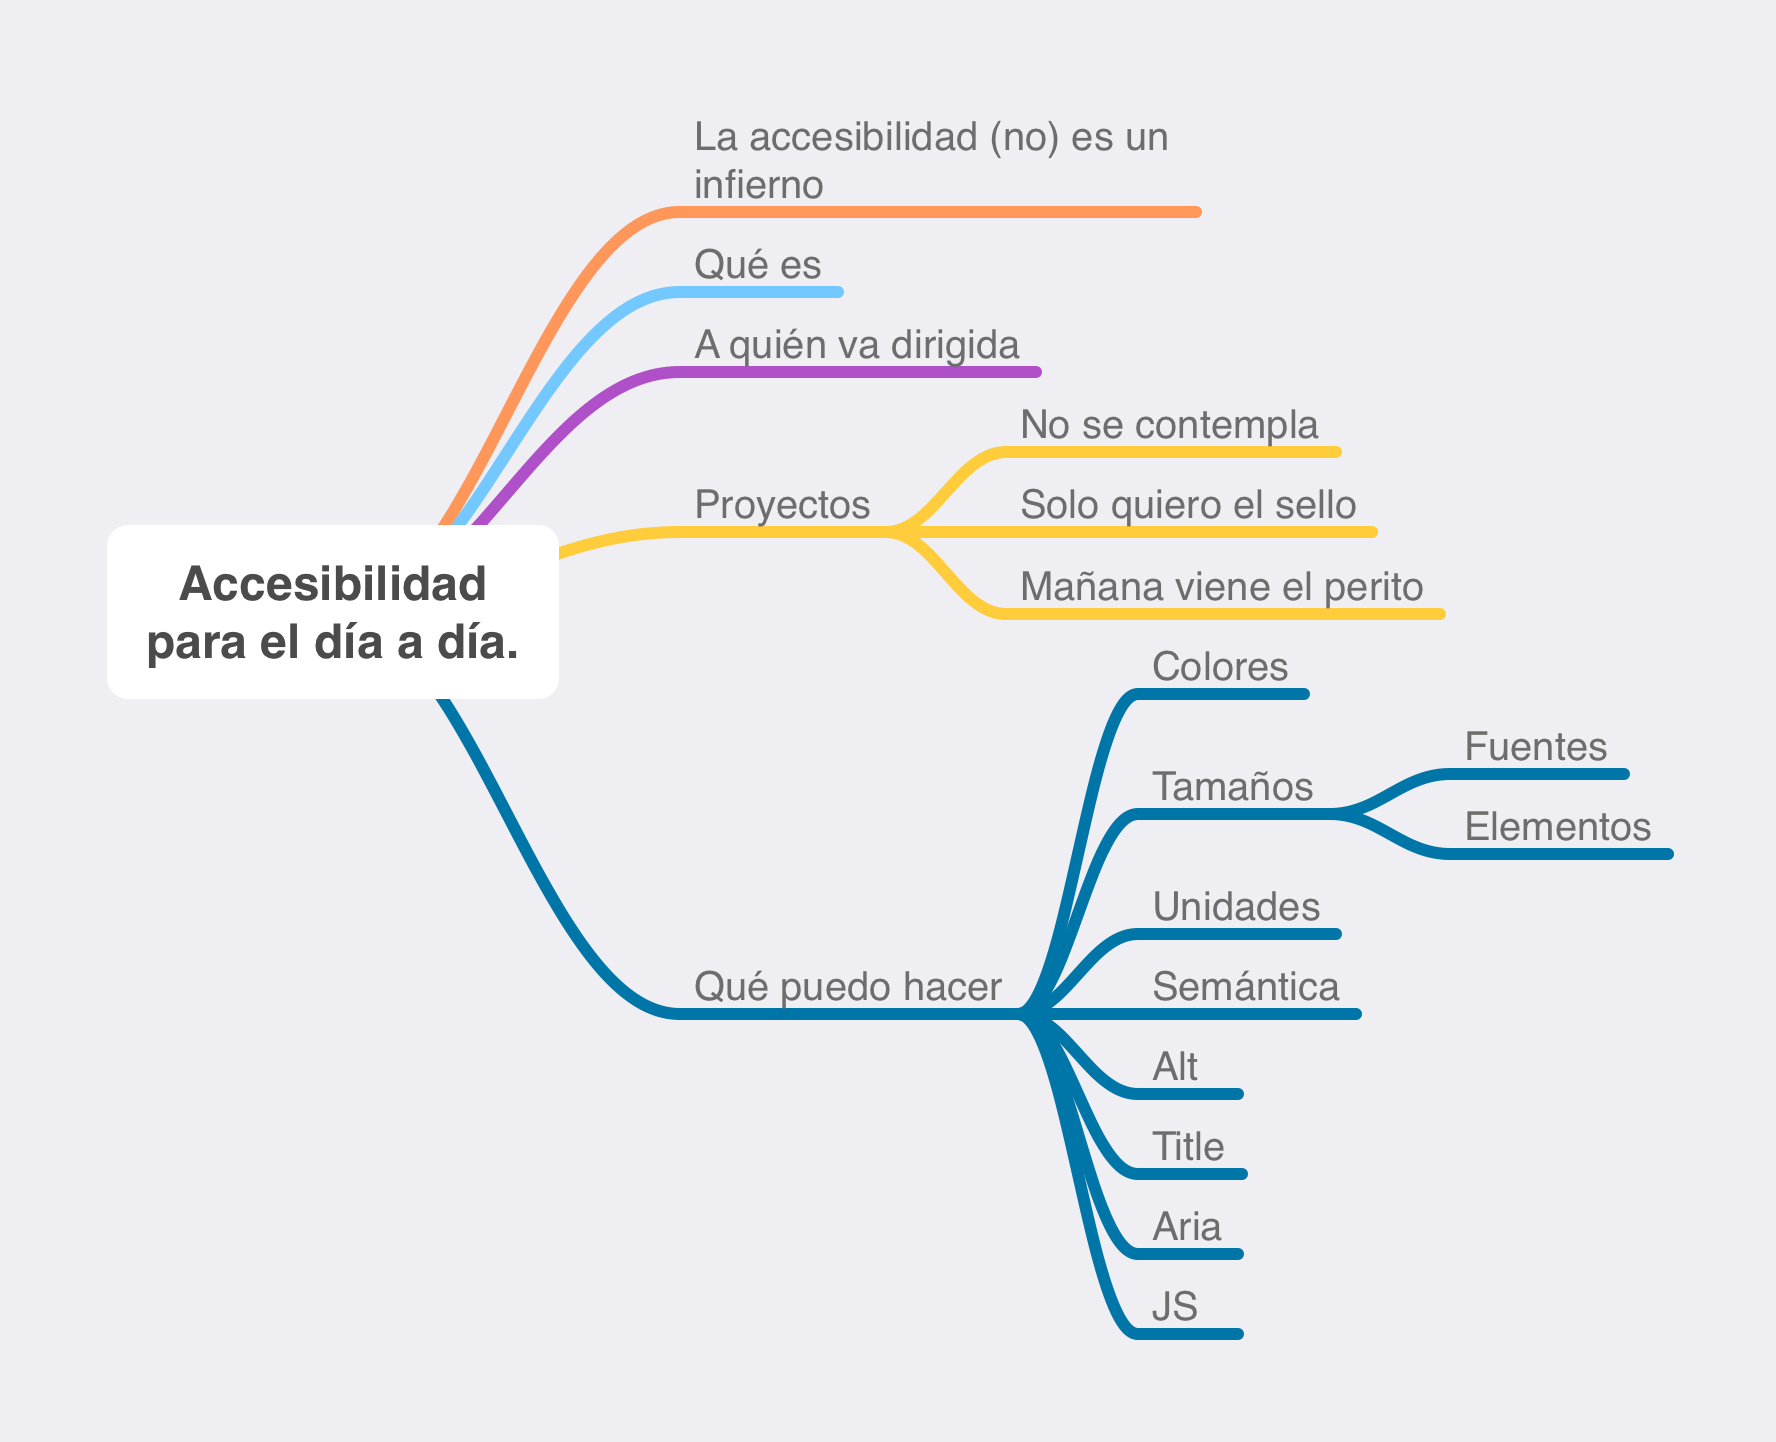 La accesibilidad (no) es un
infierno
Qué es
A quién va dirigida
No se contempla
Proyectos
Solo quiero el sello
Mañana viene el perito
Accesibilidad
para el día a día.
Colores
Fuentes
Tamaños
Elementos
Unidades
Qué puedo hacer
Semántica
Alt
Title
Aria
JS